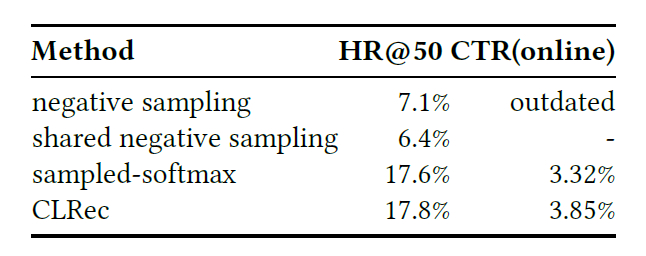 Method HR@50 CTR(online)
negative sampling 7.1% outdated
shared negative sampling 6.4% -
sampled-softmax 17.6% 3.32%
CLRec 17.8% 3.85%